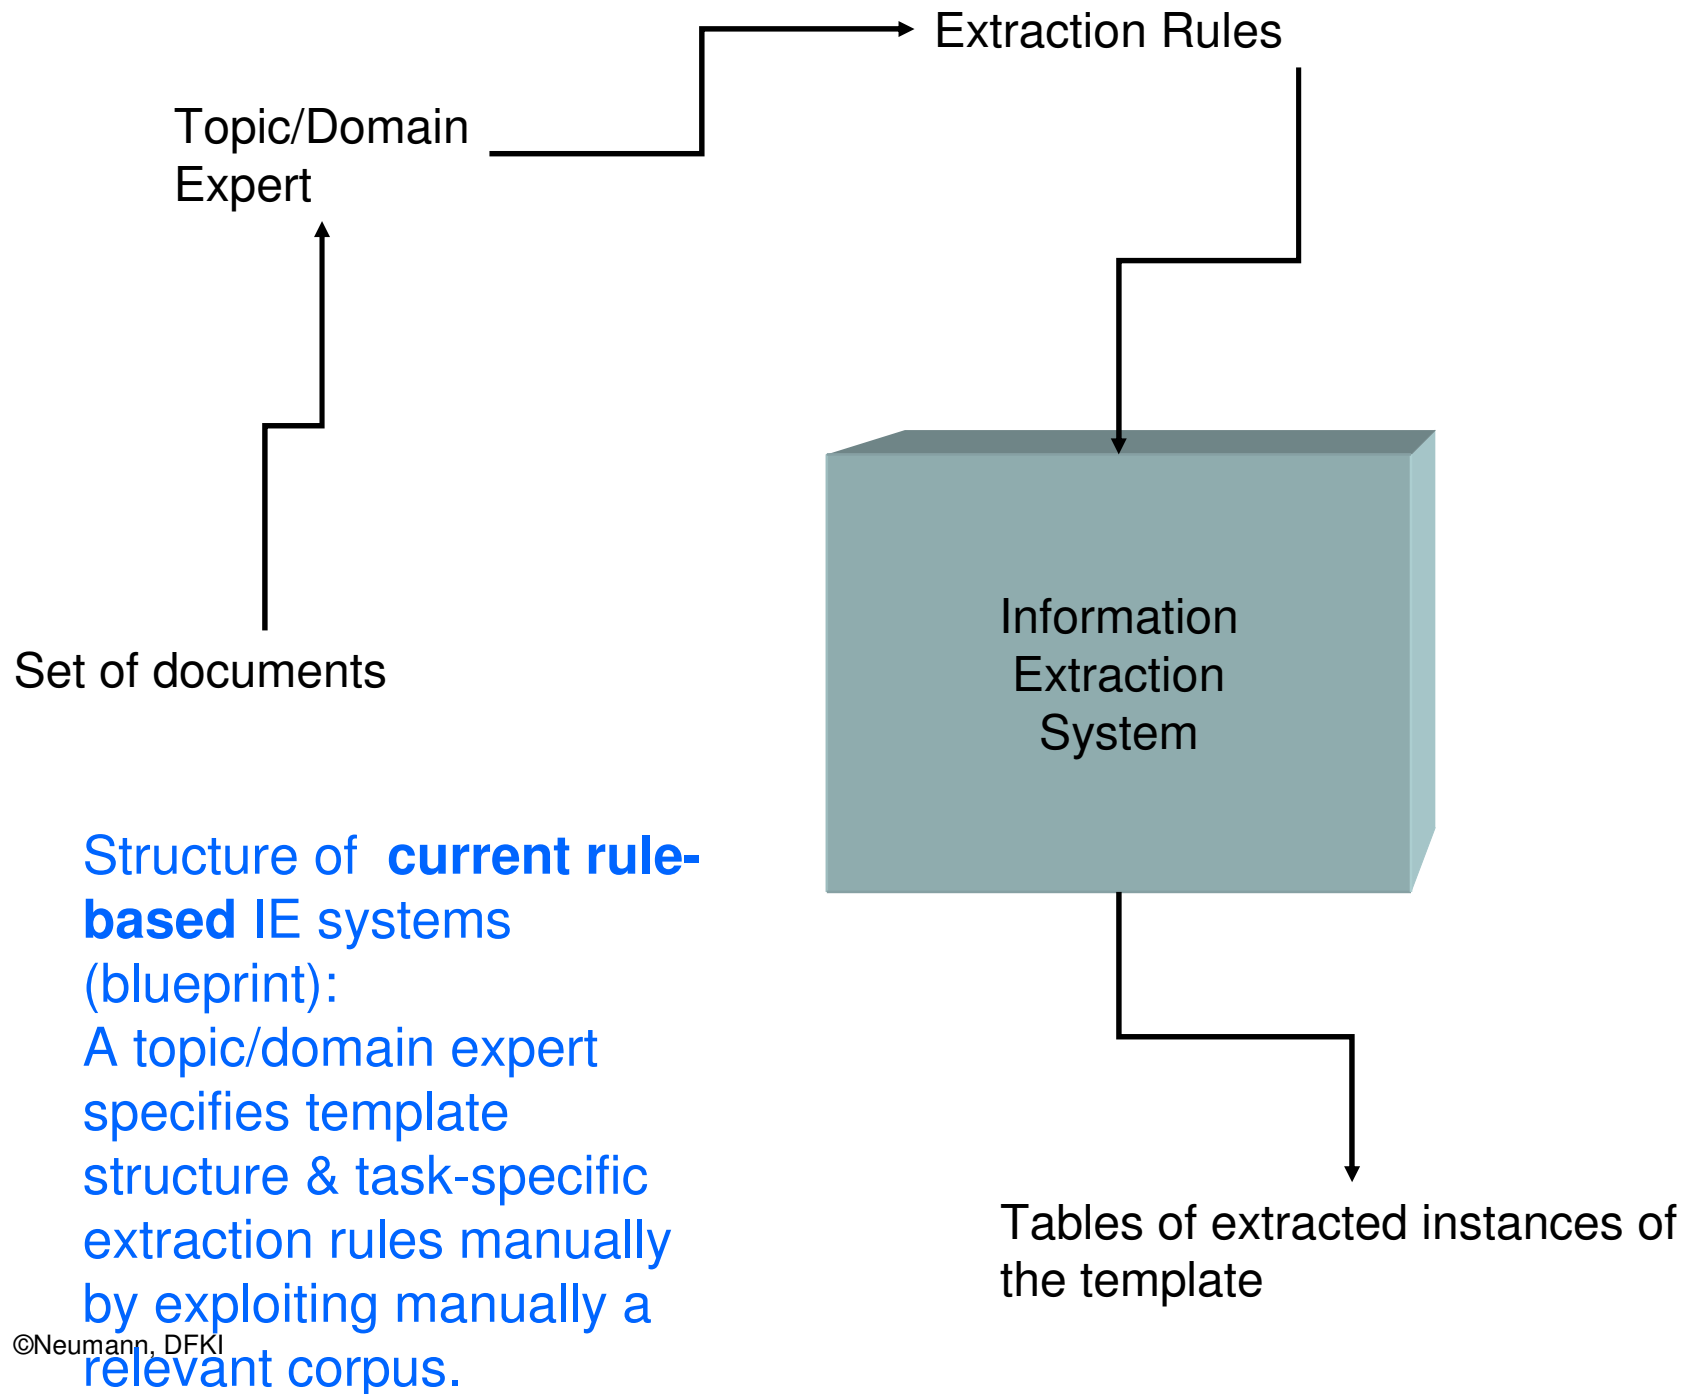 Extraction Rules
Topic/Domain
Expert
Set of documents
Information
Extraction
System
Structure of current rule-
based IE systems
(blueprint):
A topic/domain expert
specifies template
structure & task-specific
extraction rules manually
by exploiting manually a
relevant corpus.
Tables of extracted instances of
the template
©Neumann, DFKI